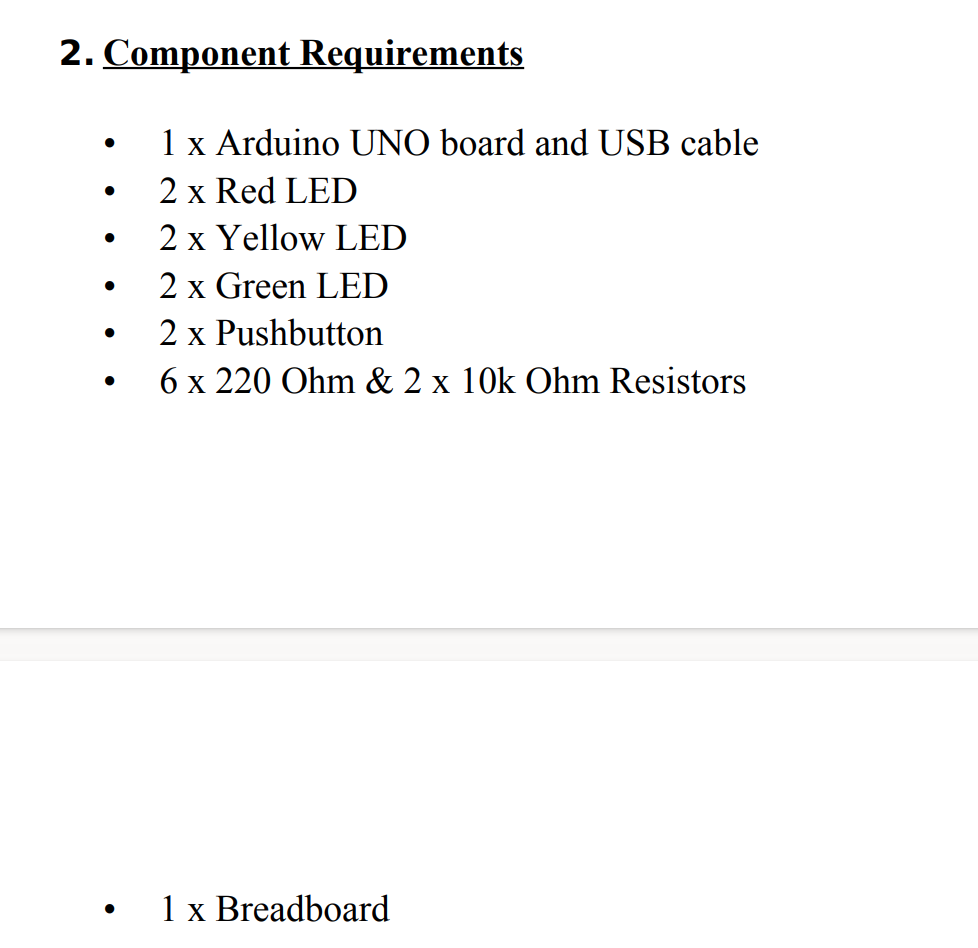 2. Component Requirements
• 1 x Arduino UNO board and USB cable
• 2 x Red LED
• 2 x Yellow LED
• 2 x Green LED
• 2 x Pushbutton
• 6 x 220 Ohm & 2 x 10k Ohm Resistors
• 1 x Breadboard